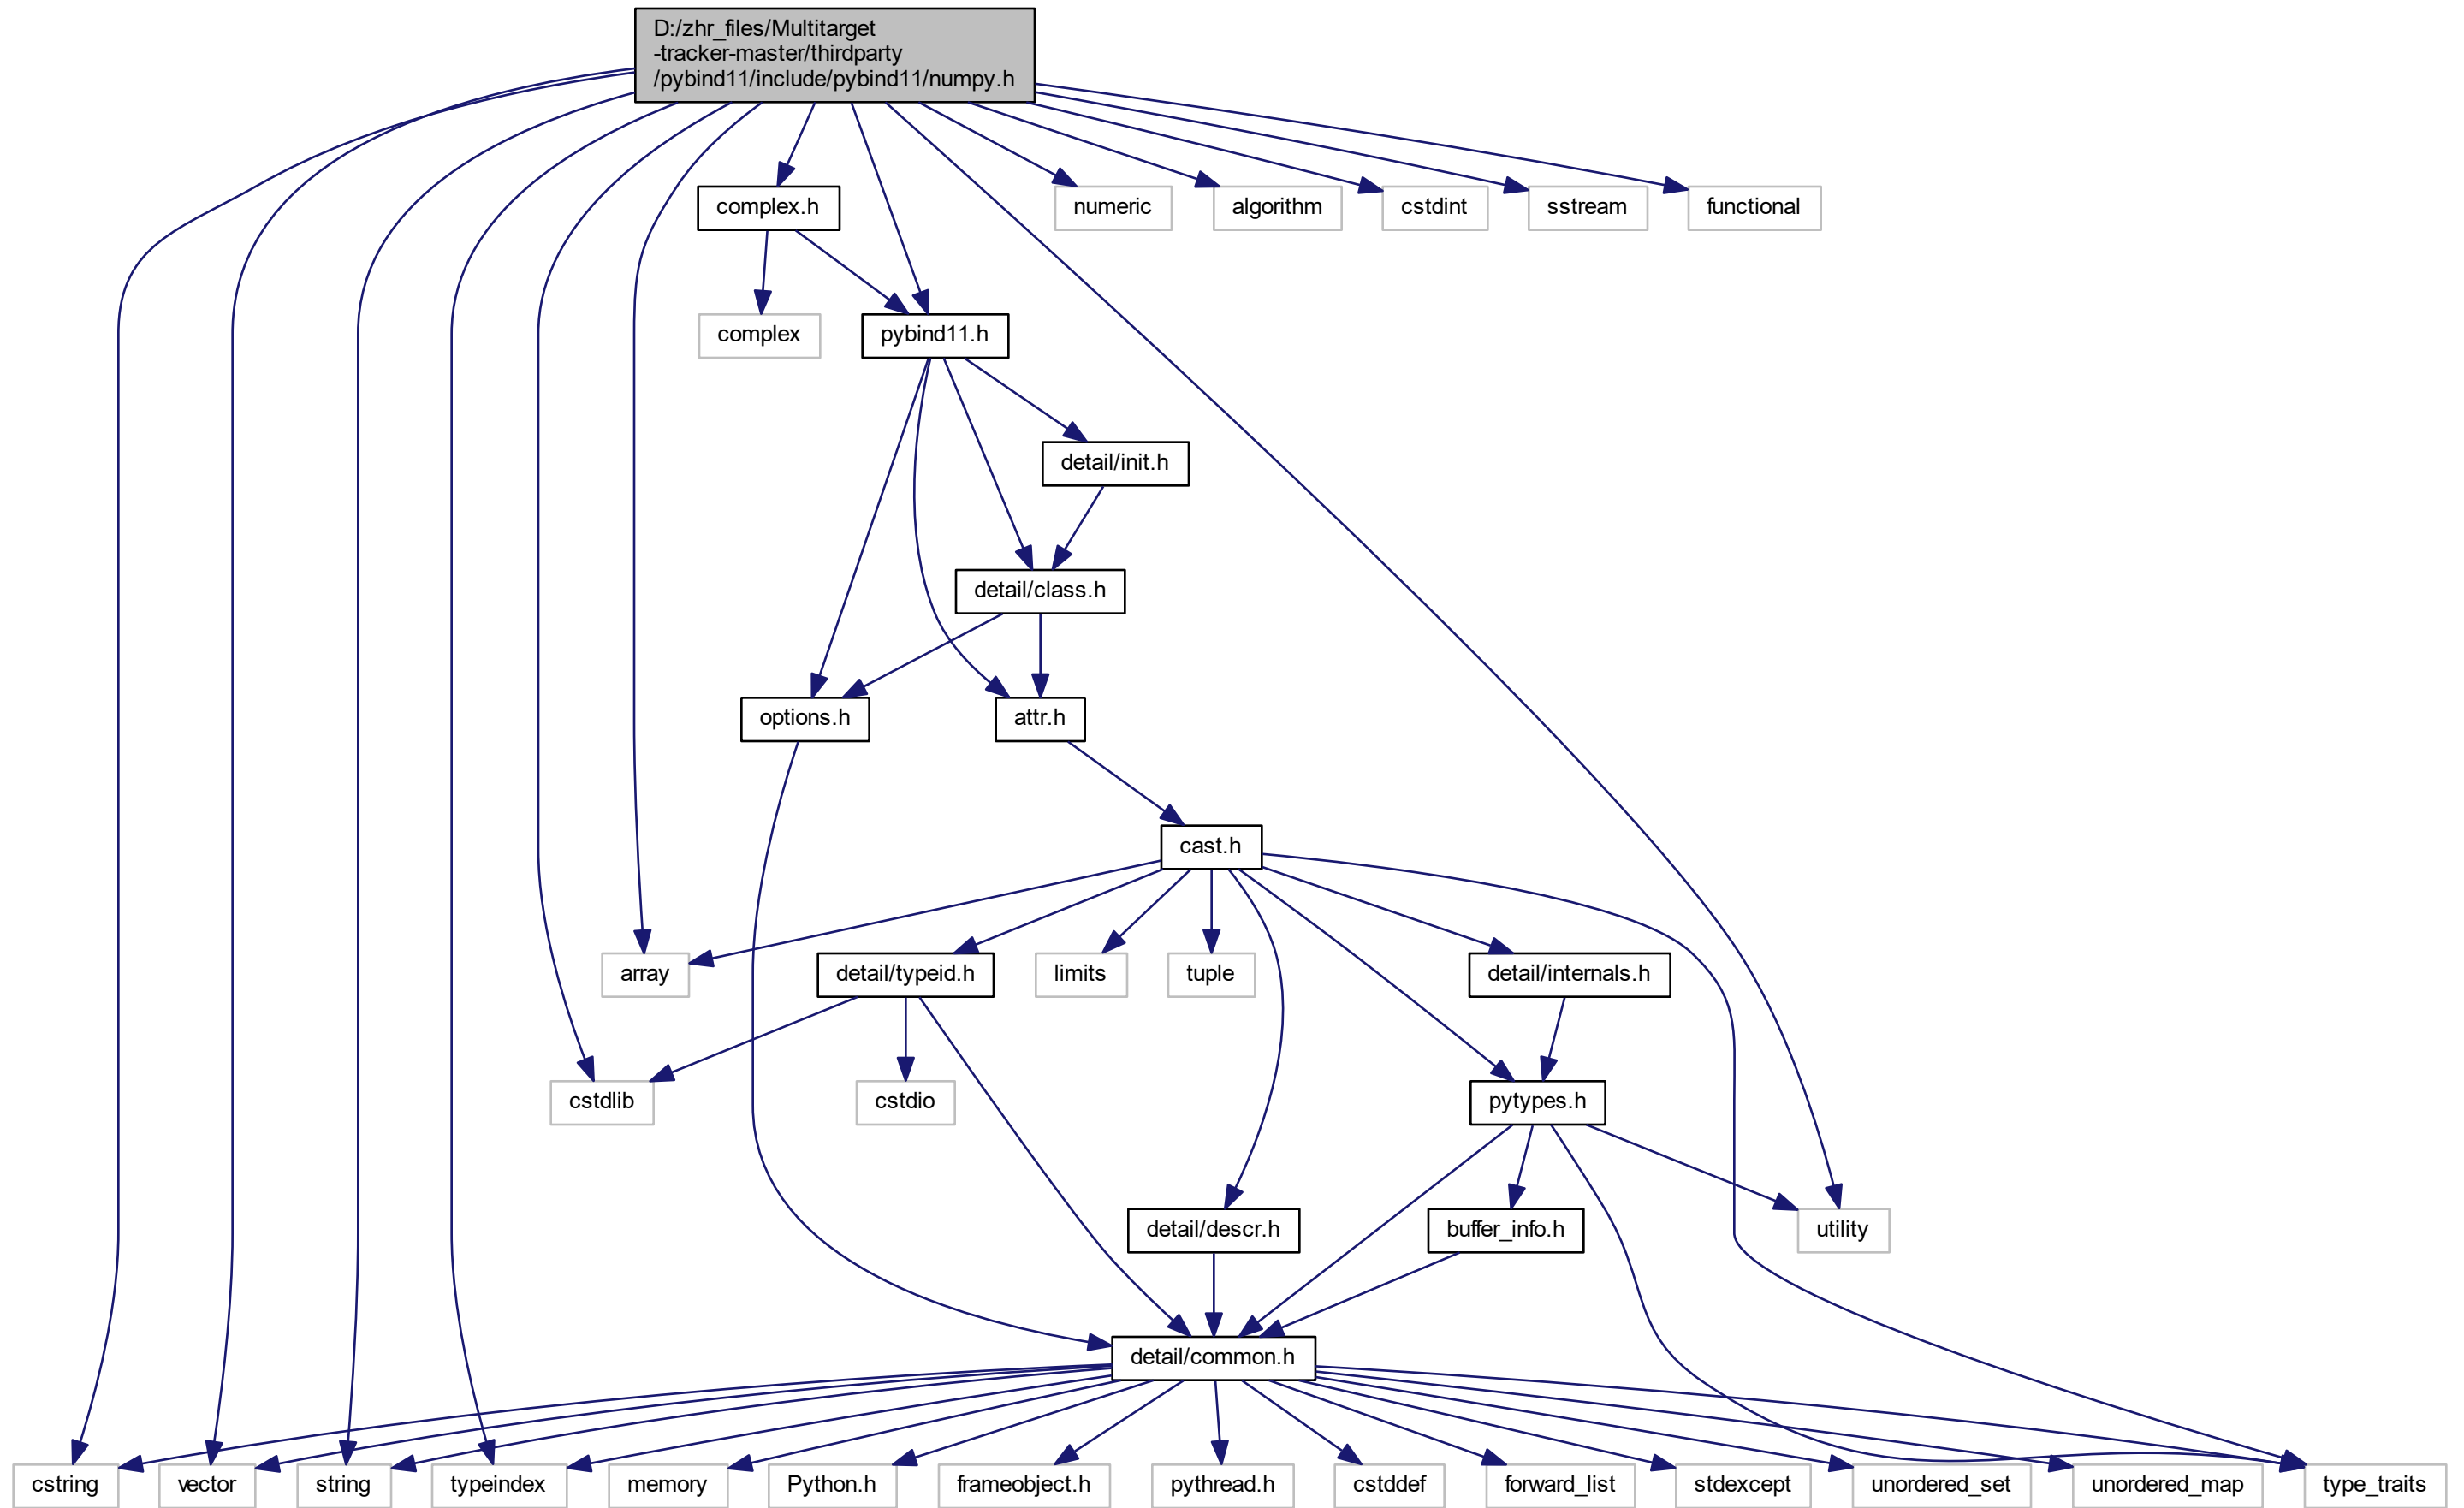 D:/zhr_files/Multitarget
-tracker-master/thirdparty
/pybind11/include/pybind11/numpy.h
complex.h
numeric
algorithm
cstdint
sstream
functional
complex
pybind11.h
detail/init.h
detail/class.h
options.h
attr.h
cast.h
array
detail/typeid.h
limits
tuple
detail/internals.h
cstdlib
cstdio
pytypes.h
detail/descr.h
buffer_info.h
utility
detail/common.h
cstring
vector
string
typeindex
memory
Python.h
frameobject.h
pythread.h
cstddef
forward_list
stdexcept
unordered_set
unordered_map
type_traits